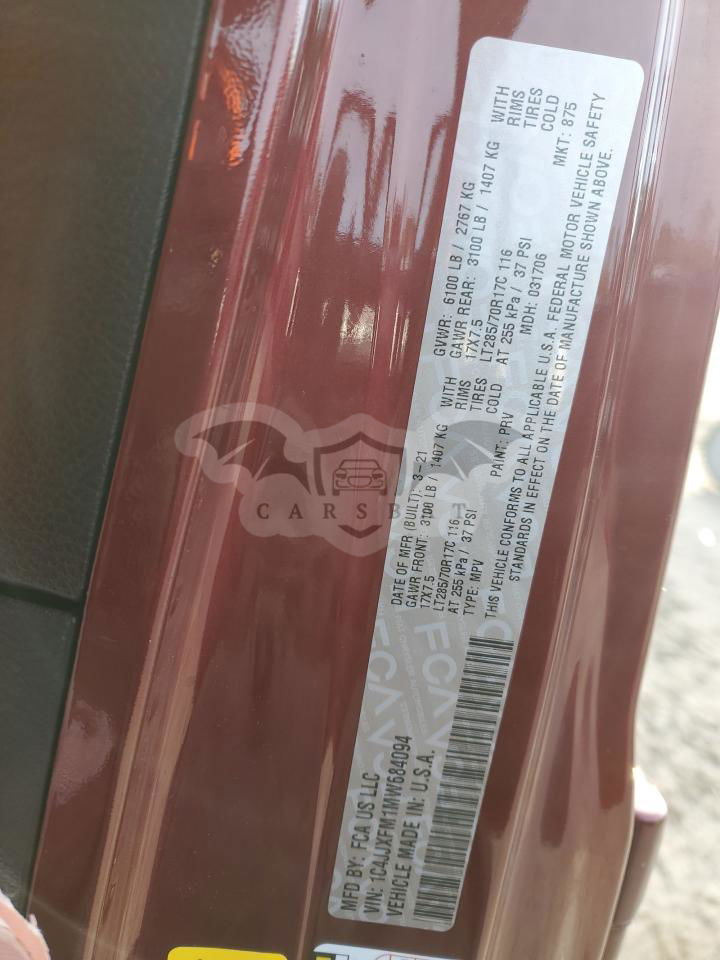 MFD BY: FCA US LLC
VIN: 1C4JJXFM1MW684094
VEHICLE MADE IN: U.S.A.
DATE OF MFR (BUILT): 3-21
GAWR FRONT: 3100 LB / 1407 KG WITH
17X7.5 RIMS
LT285/70R17C 116 TIRES
AT 255 kPa / 37 PSI COLD
TYPE: MPV PAINT: PRV
GVWR: 6100 LB / 2767 KG
GAWR REAR: 3100 LB / 1407 KG WITH
17X7.5 RIMS
LT285/70R17C 116 TIRES
AT 255 kPa / 37 PSI COLD
MDH: 031706 MKT: 875
THIS VEHICLE CONFORMS TO ALL APPLICABLE U.S.A. FEDERAL MOTOR VEHICLE SAFETY
STANDARDS IN EFFECT ON THE DATE OF MANUFACTURE SHOWN ABOVE.